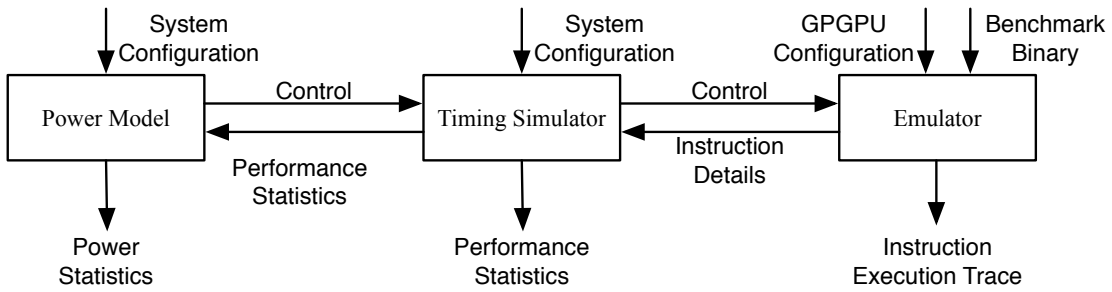 System
Configuration
System
Configuration
GPGPU
Configuration
Benchmark
Binary
Power Model
Control
Timing Simulator
Control
Emulator
Performance
Statistics
Instruction
Details
Power
Statistics
Performance
Statistics
Instruction
Execution Trace